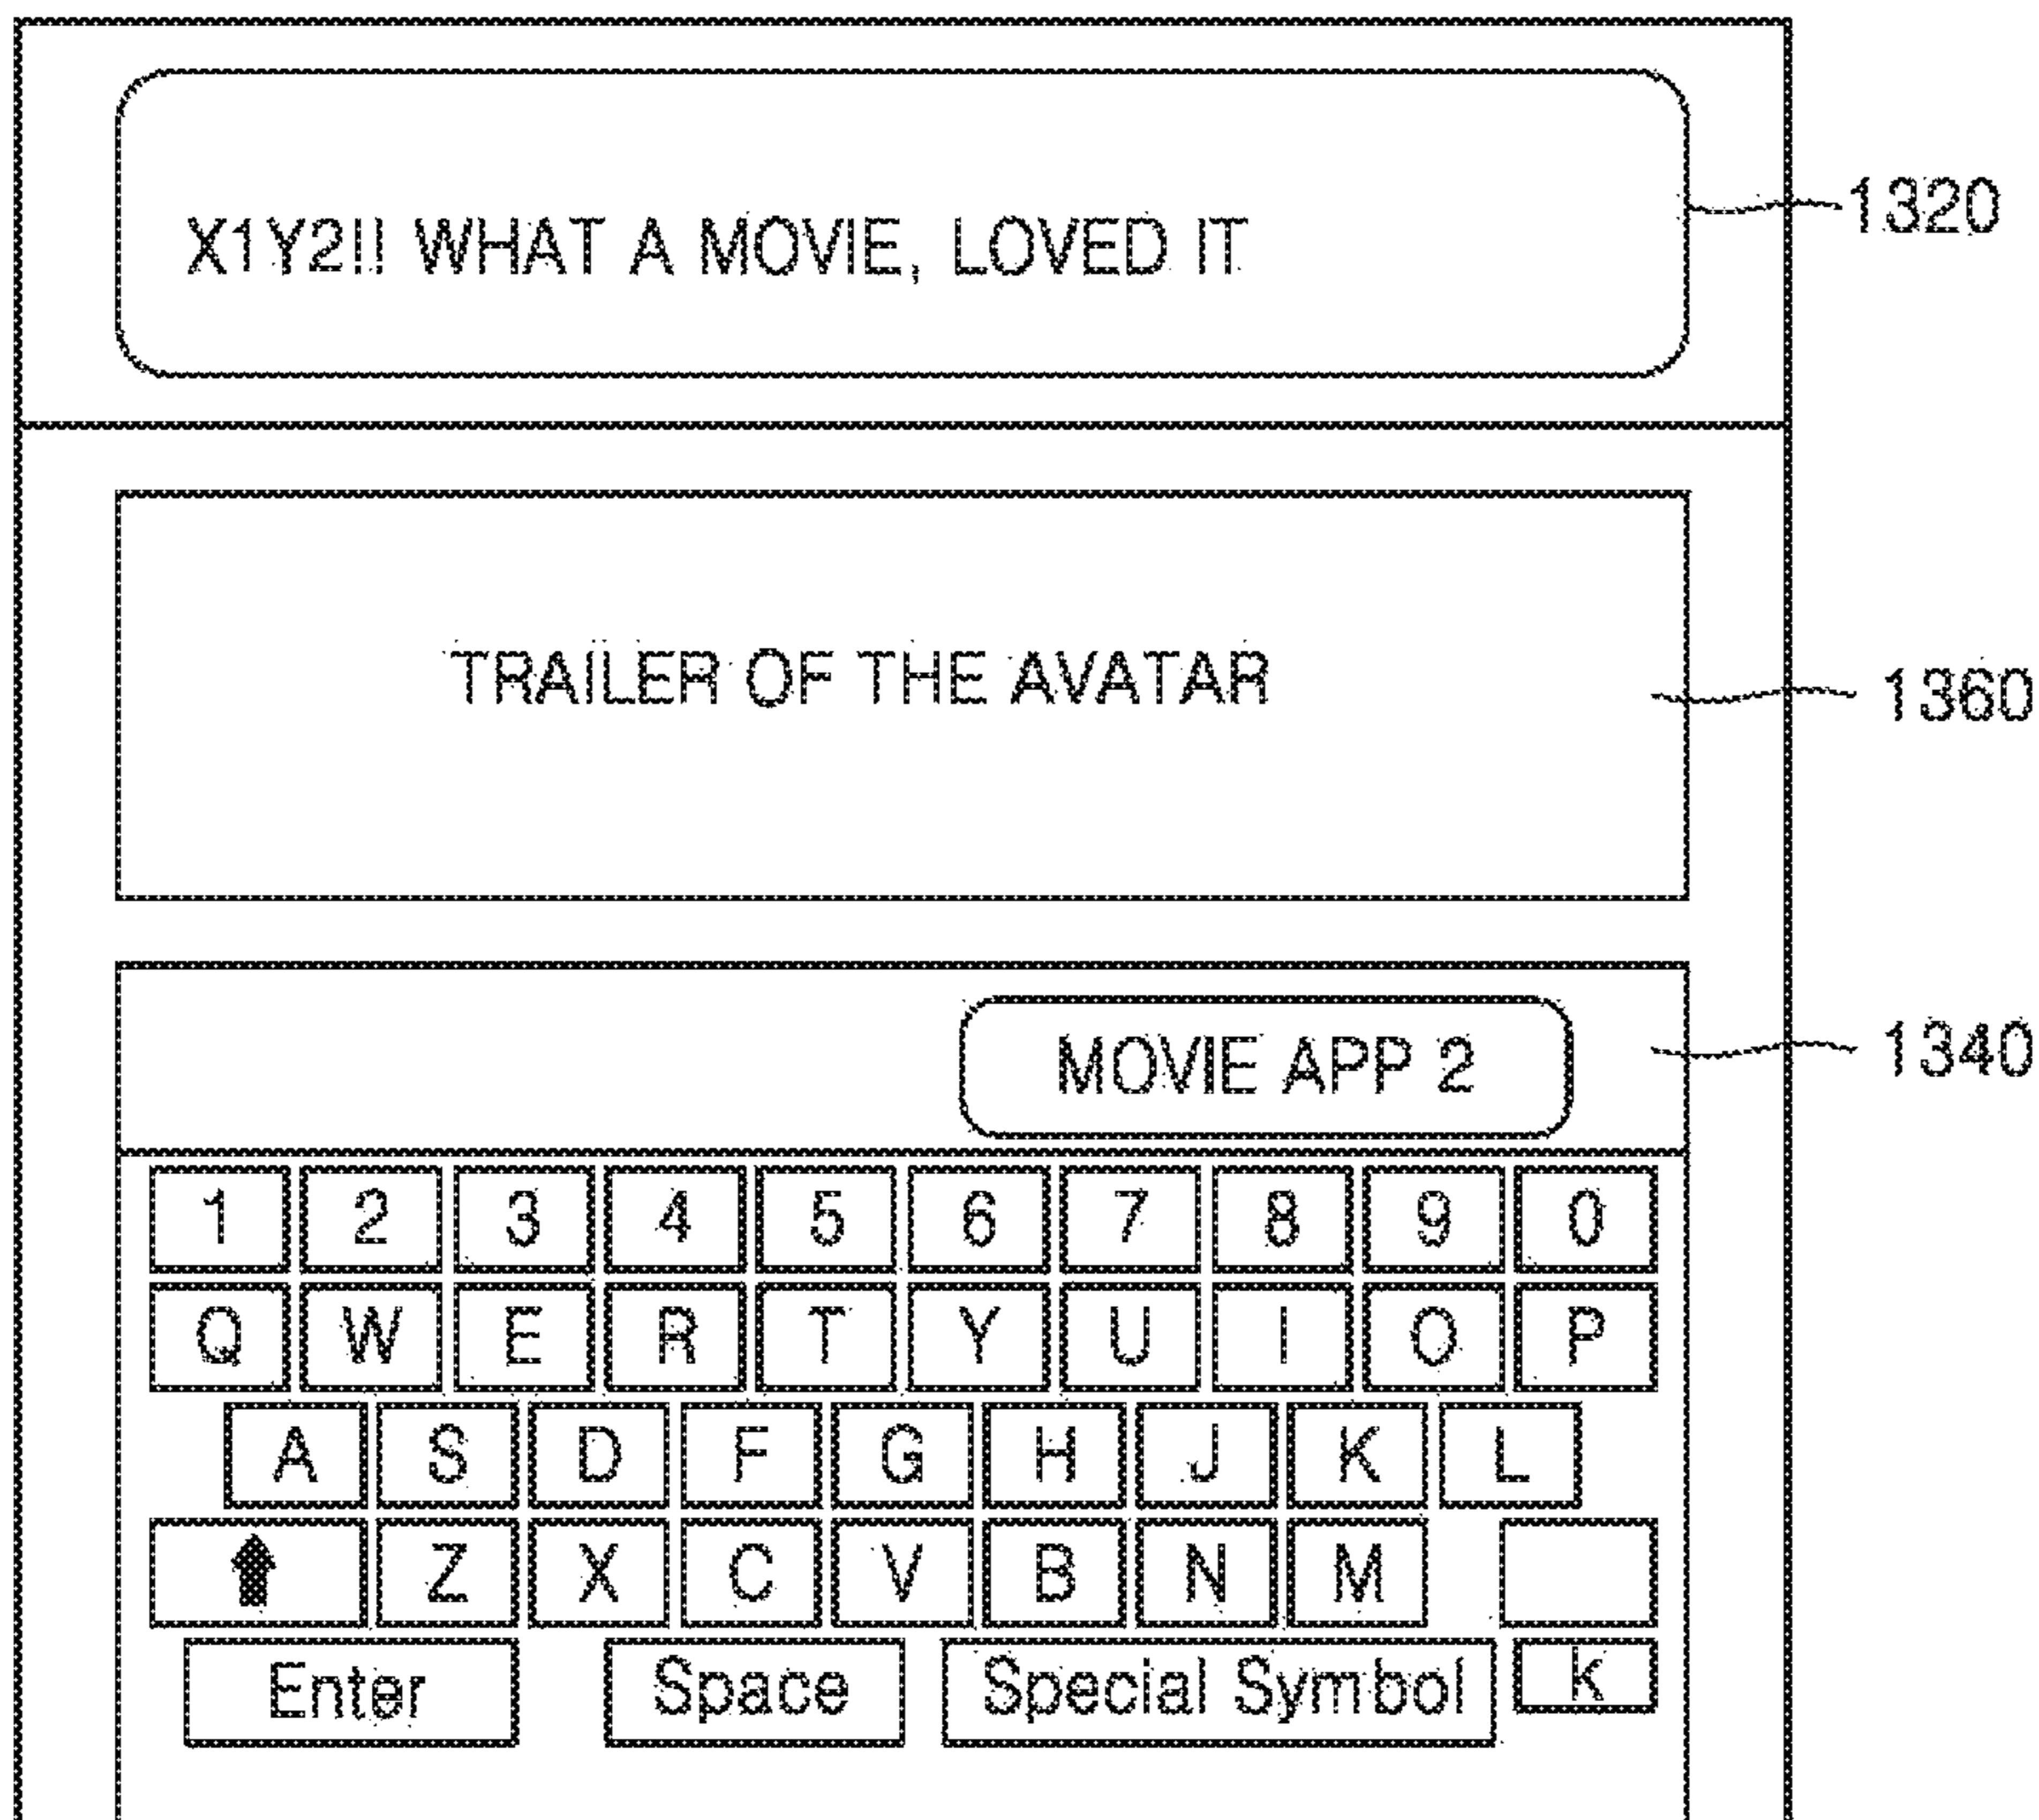 X1Y2!! WHAT A MOVIE, LOVED IT
1320
TRAILER OF THE AVATAR
1360
MOVIE APP 2
1340
1 2 3 4 5 6 7 8 9 0
Q W E R T Y U I O P
A S D F G H J K L
Z X C V B N M
Enter Space Special Symbol K